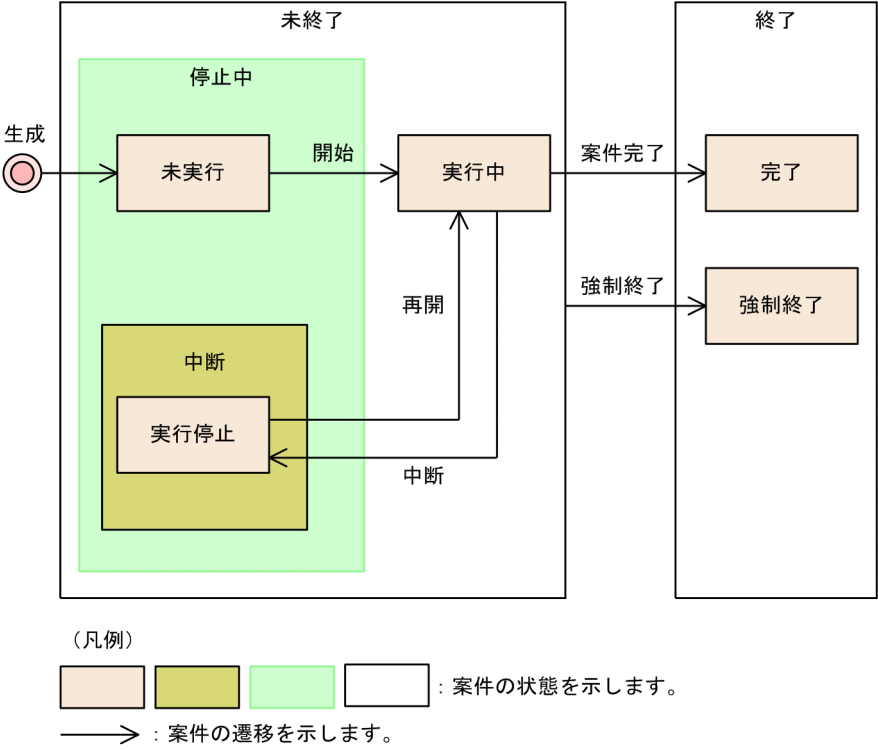 未終了
終了
停止中
生成
未実行
開始
実行中
案件完了
完了
再開
強制終了
強制終了
中断
実行停止
中断
（凡例）
：案件の状態を示します。
：案件の遷移を示します。